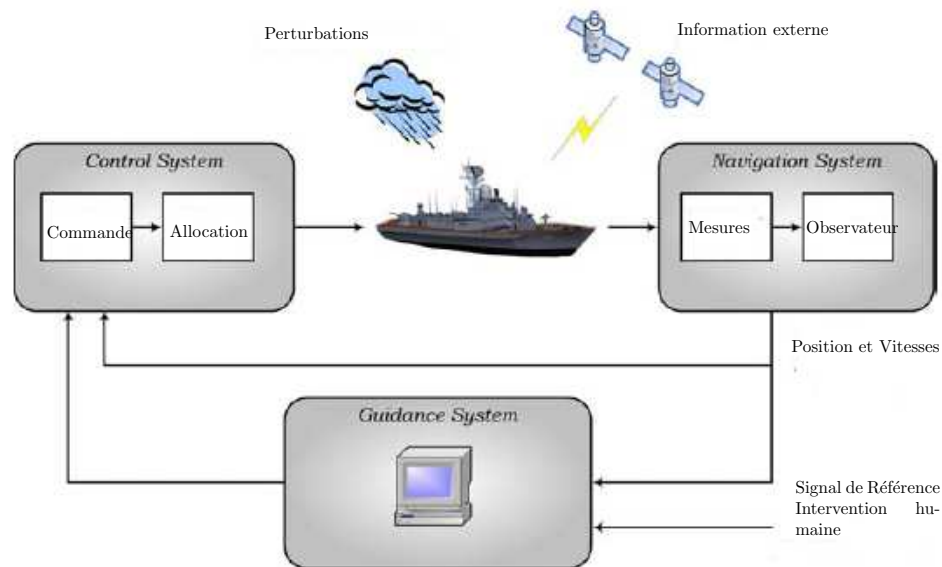 Perturbations
Information externe
Control System
Navigation System
Commande
Allocation
Mesures
Observateur
Position et Vitesses
Guidance System
Signal de Référence
Intervention hu-
maine